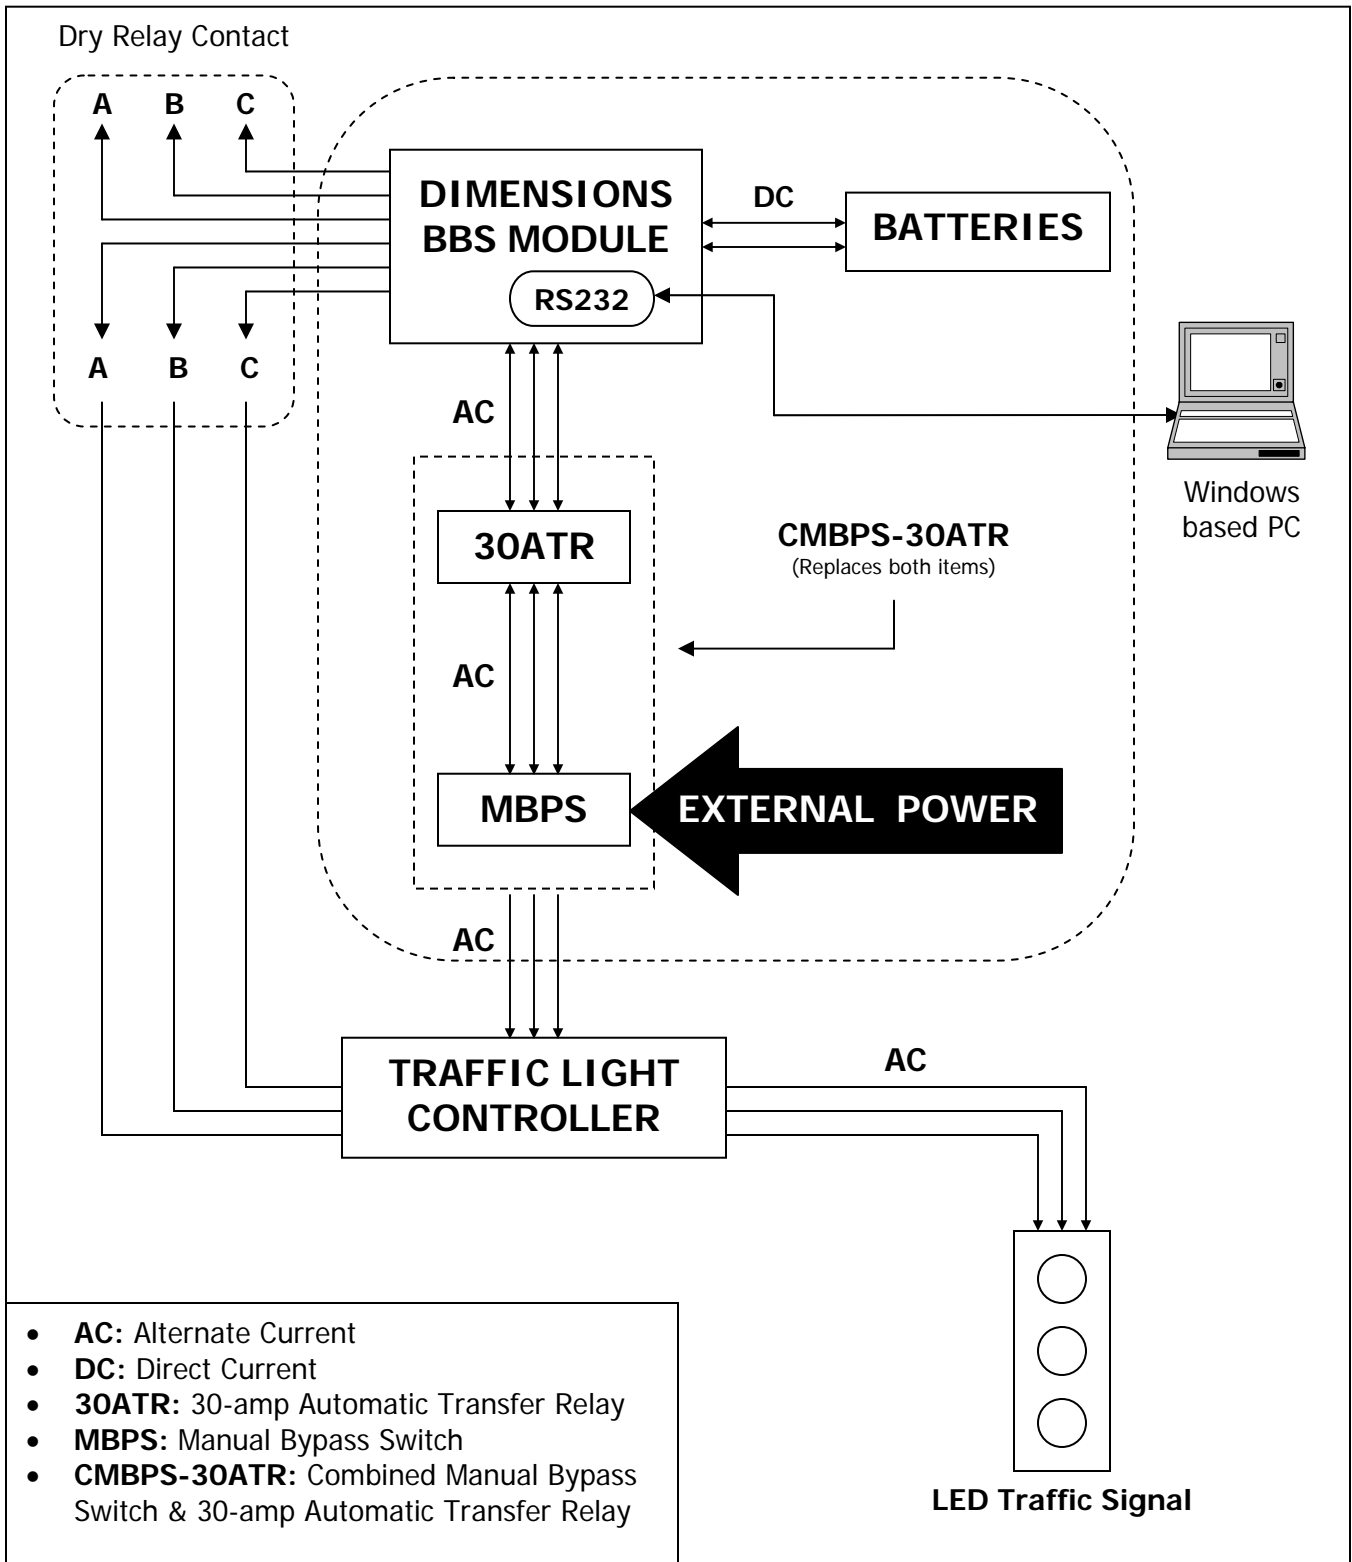 Dry Relay Contact
A B C
DIMENSIONS
BBS MODULE
RS232
DC
BATTERIES
A B C
AC
Windows
based PC
30ATR
CMBPS-30ATR
(Replaces both items)
AC
MBPS
EXTERNAL POWER
AC
TRAFFIC LIGHT
CONTROLLER
AC
• AC: Alternate Current
• DC: Direct Current
• 30ATR: 30-amp Automatic Transfer Relay
• MBPS: Manual Bypass Switch
• CMBPS-30ATR: Combined Manual Bypass
Switch & 30-amp Automatic Transfer Relay
LED Traffic Signal